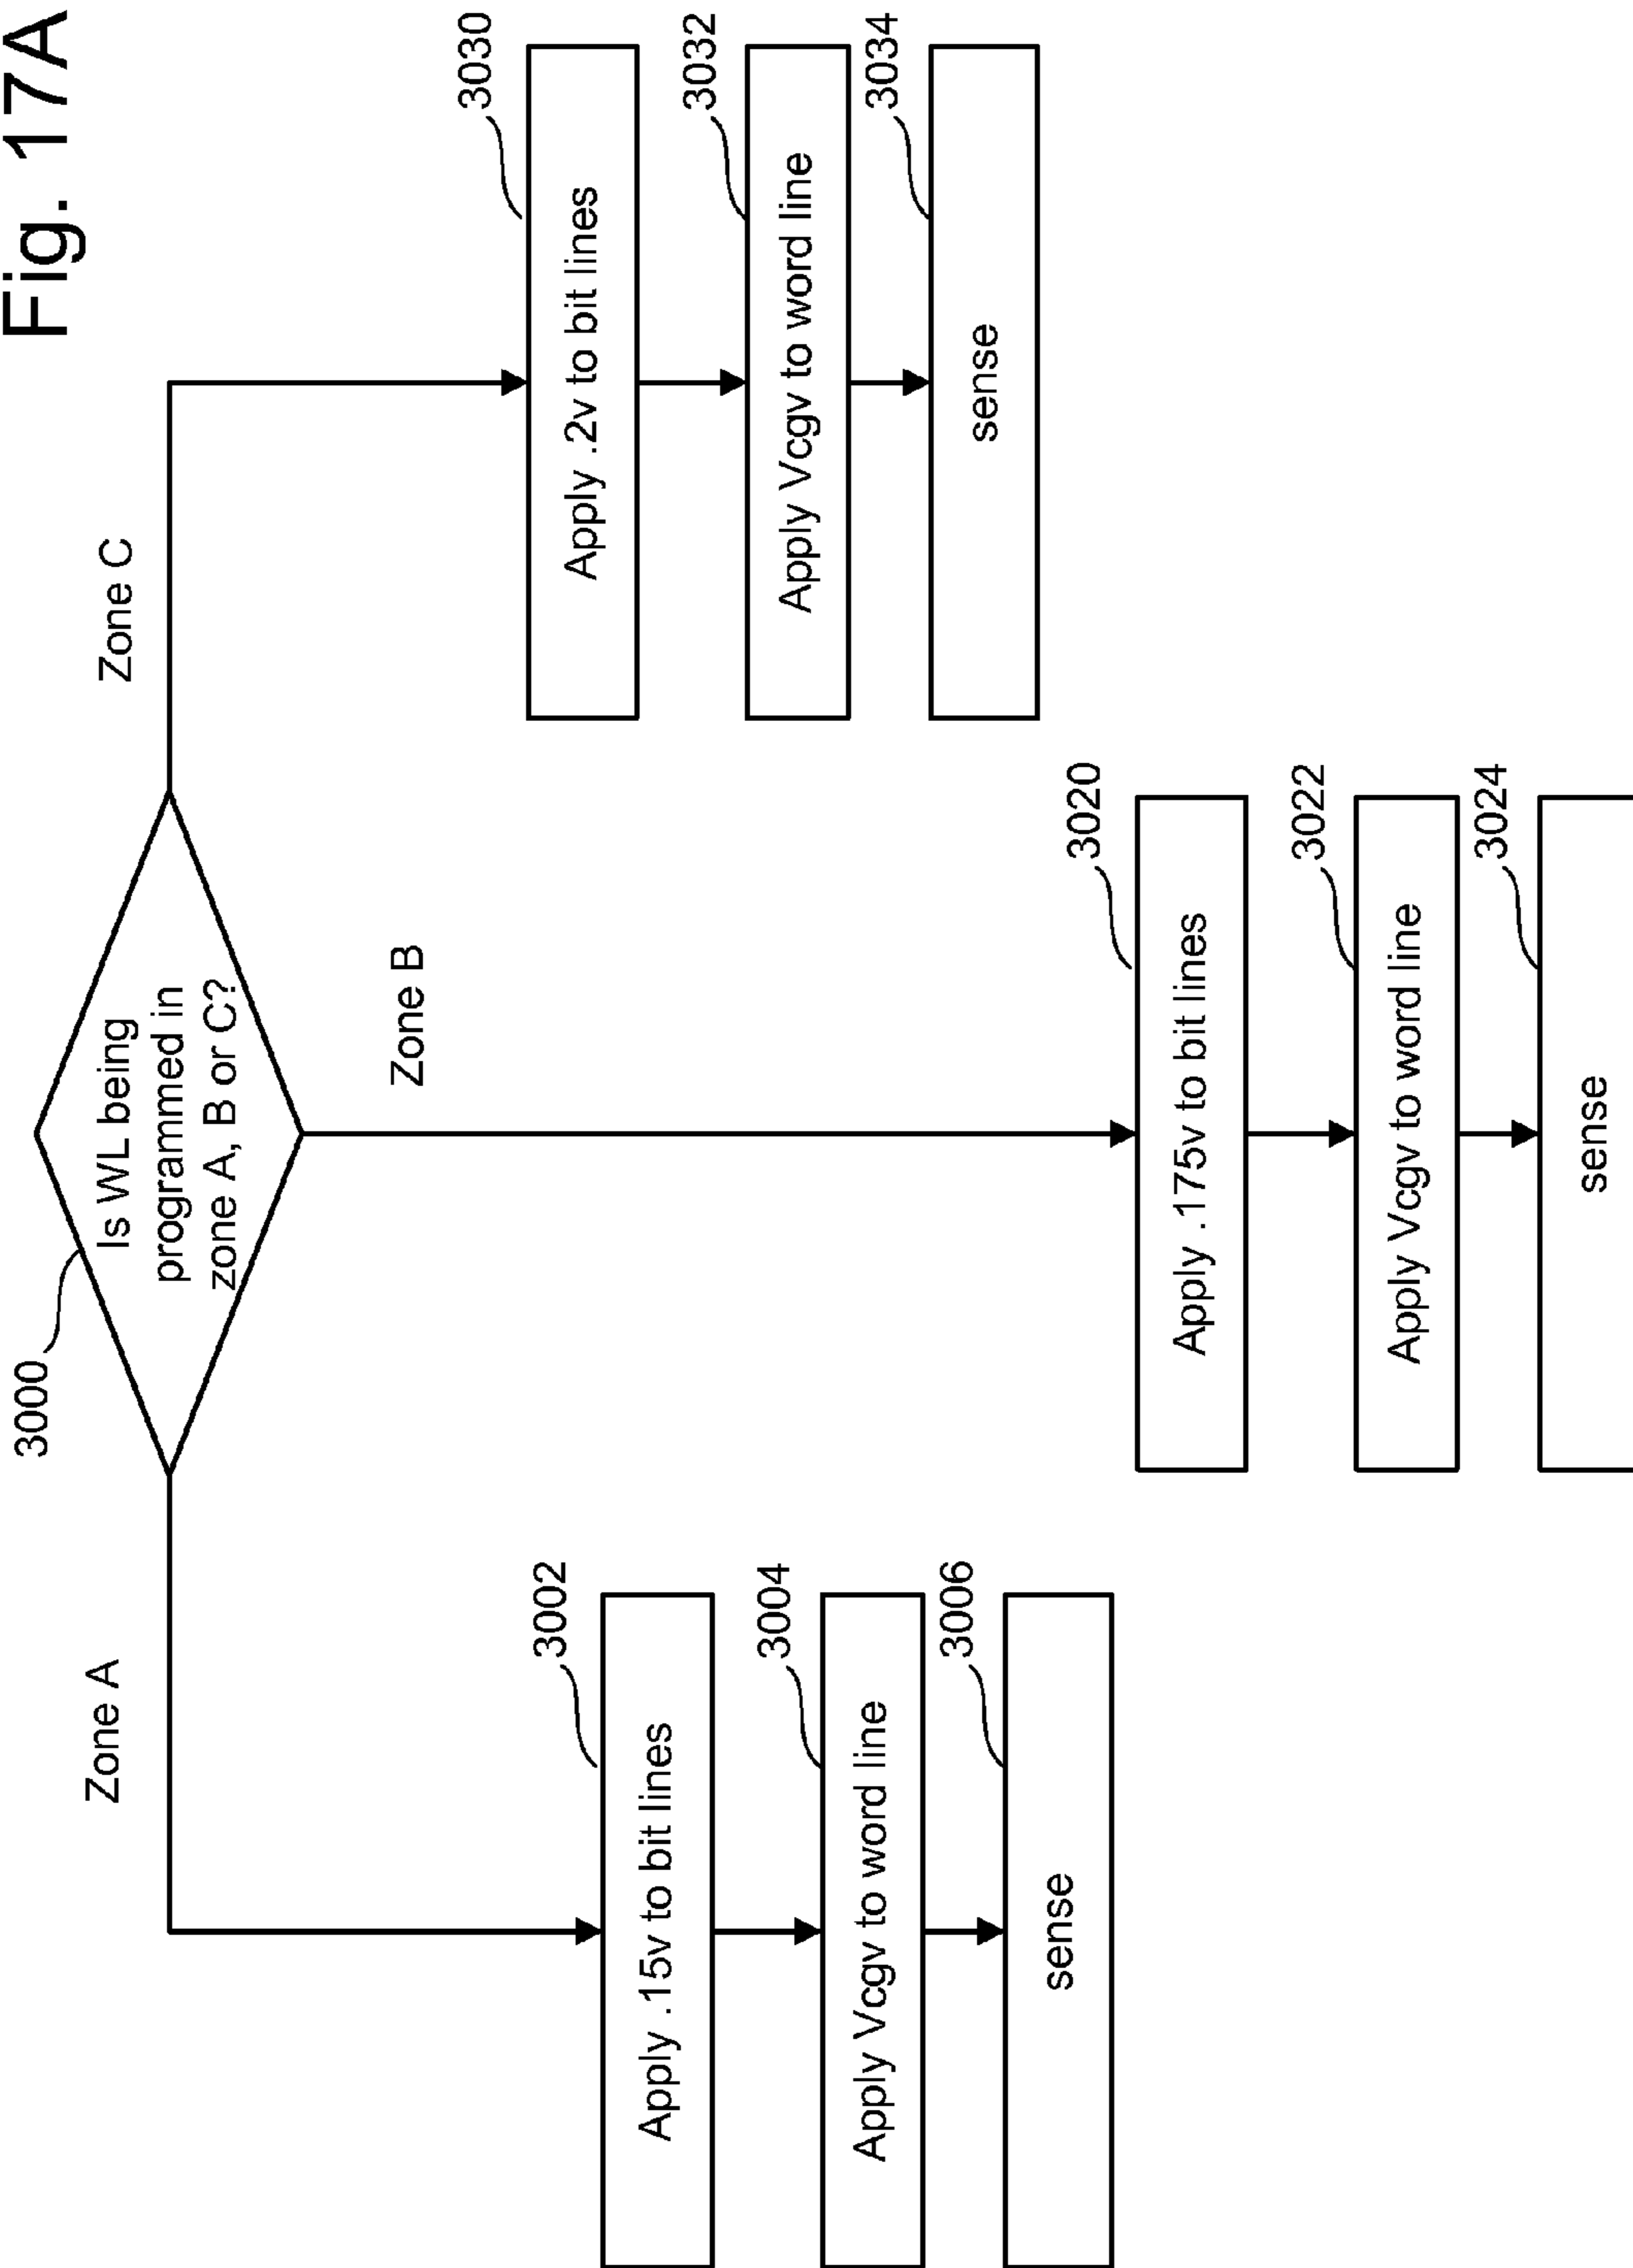 Fig. 17A
3000
Is WL being
programmed in
zone A, B or C?
Zone A
Zone B
Zone C
3002
Apply .15v to bit lines
3004
Apply Vcgv to word line
3006
sense
3020
Apply .175v to bit lines
3022
Apply Vcgv to word line
3024
sense
3030
Apply .2v to bit lines
3032
Apply Vcgv to word line
3034
sense